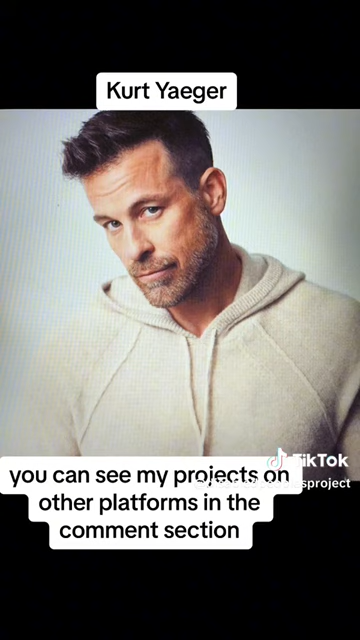 Kurt Yaeger
TikTok
you can see my projects on
other platforms in the
comment section